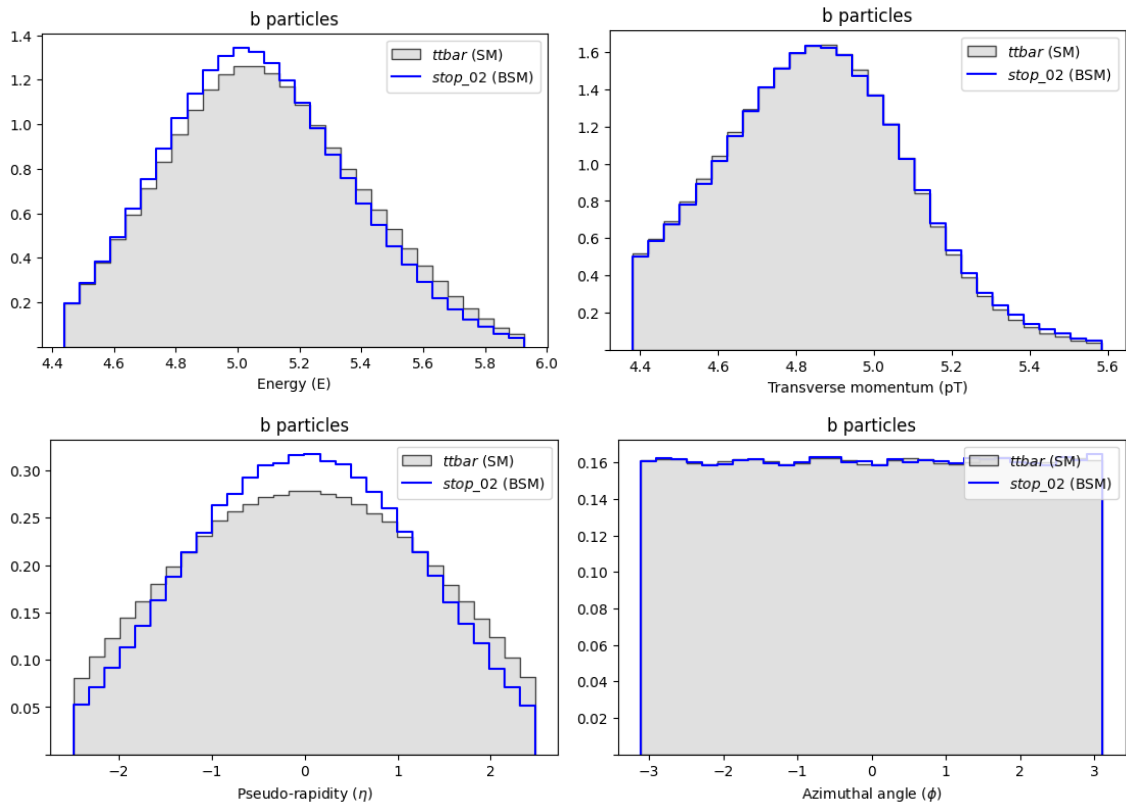 b particles
1.4
1.2
1.0
0.8
0.6
0.4
0.2
4.4 4.6 4.8 5.0 5.2 5.4 5.6 5.8 6.0
Energy (E)
ttbar (SM)
stop_02 (BSM)
b particles
1.6
1.4
1.2
1.0
0.8
0.6
0.4
0.2
4.4 4.6 4.8 5.0 5.2 5.4 5.6
Transverse momentum (pT)
ttbar (SM)
stop_02 (BSM)
b particles
0.30
0.25
0.20
0.15
0.10
0.05
−2 −1 0 1 2
Pseudo-rapidity (η)
ttbar (SM)
stop_02 (BSM)
b particles
0.16
0.14
0.12
0.10
0.08
0.06
0.04
0.02
−3 −2 −1 0 1 2 3
Azimuthal angle (ϕ)
ttbar (SM)
stop_02 (BSM)